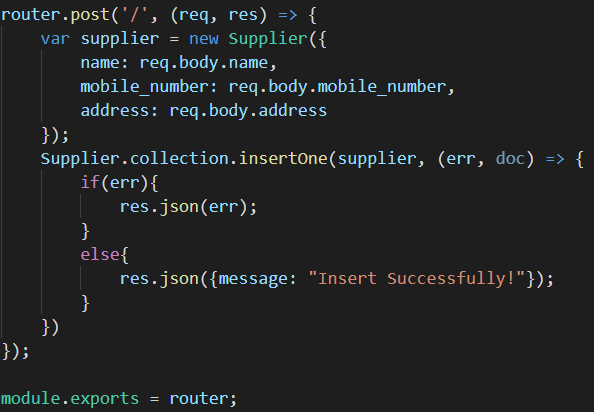 router.post('/', (req, res) => {
    var supplier = new Supplier({
        name: req.body.name,
        mobile_number: req.body.mobile_number,
        address: req.body.address
    });
    Supplier.collection.insertOne(supplier, (err, doc) => {
        if(err){
            res.json(err);
        }
        else{
            res.json({message: "Insert Successfully!"});
        }
    })
});

module.exports = router;